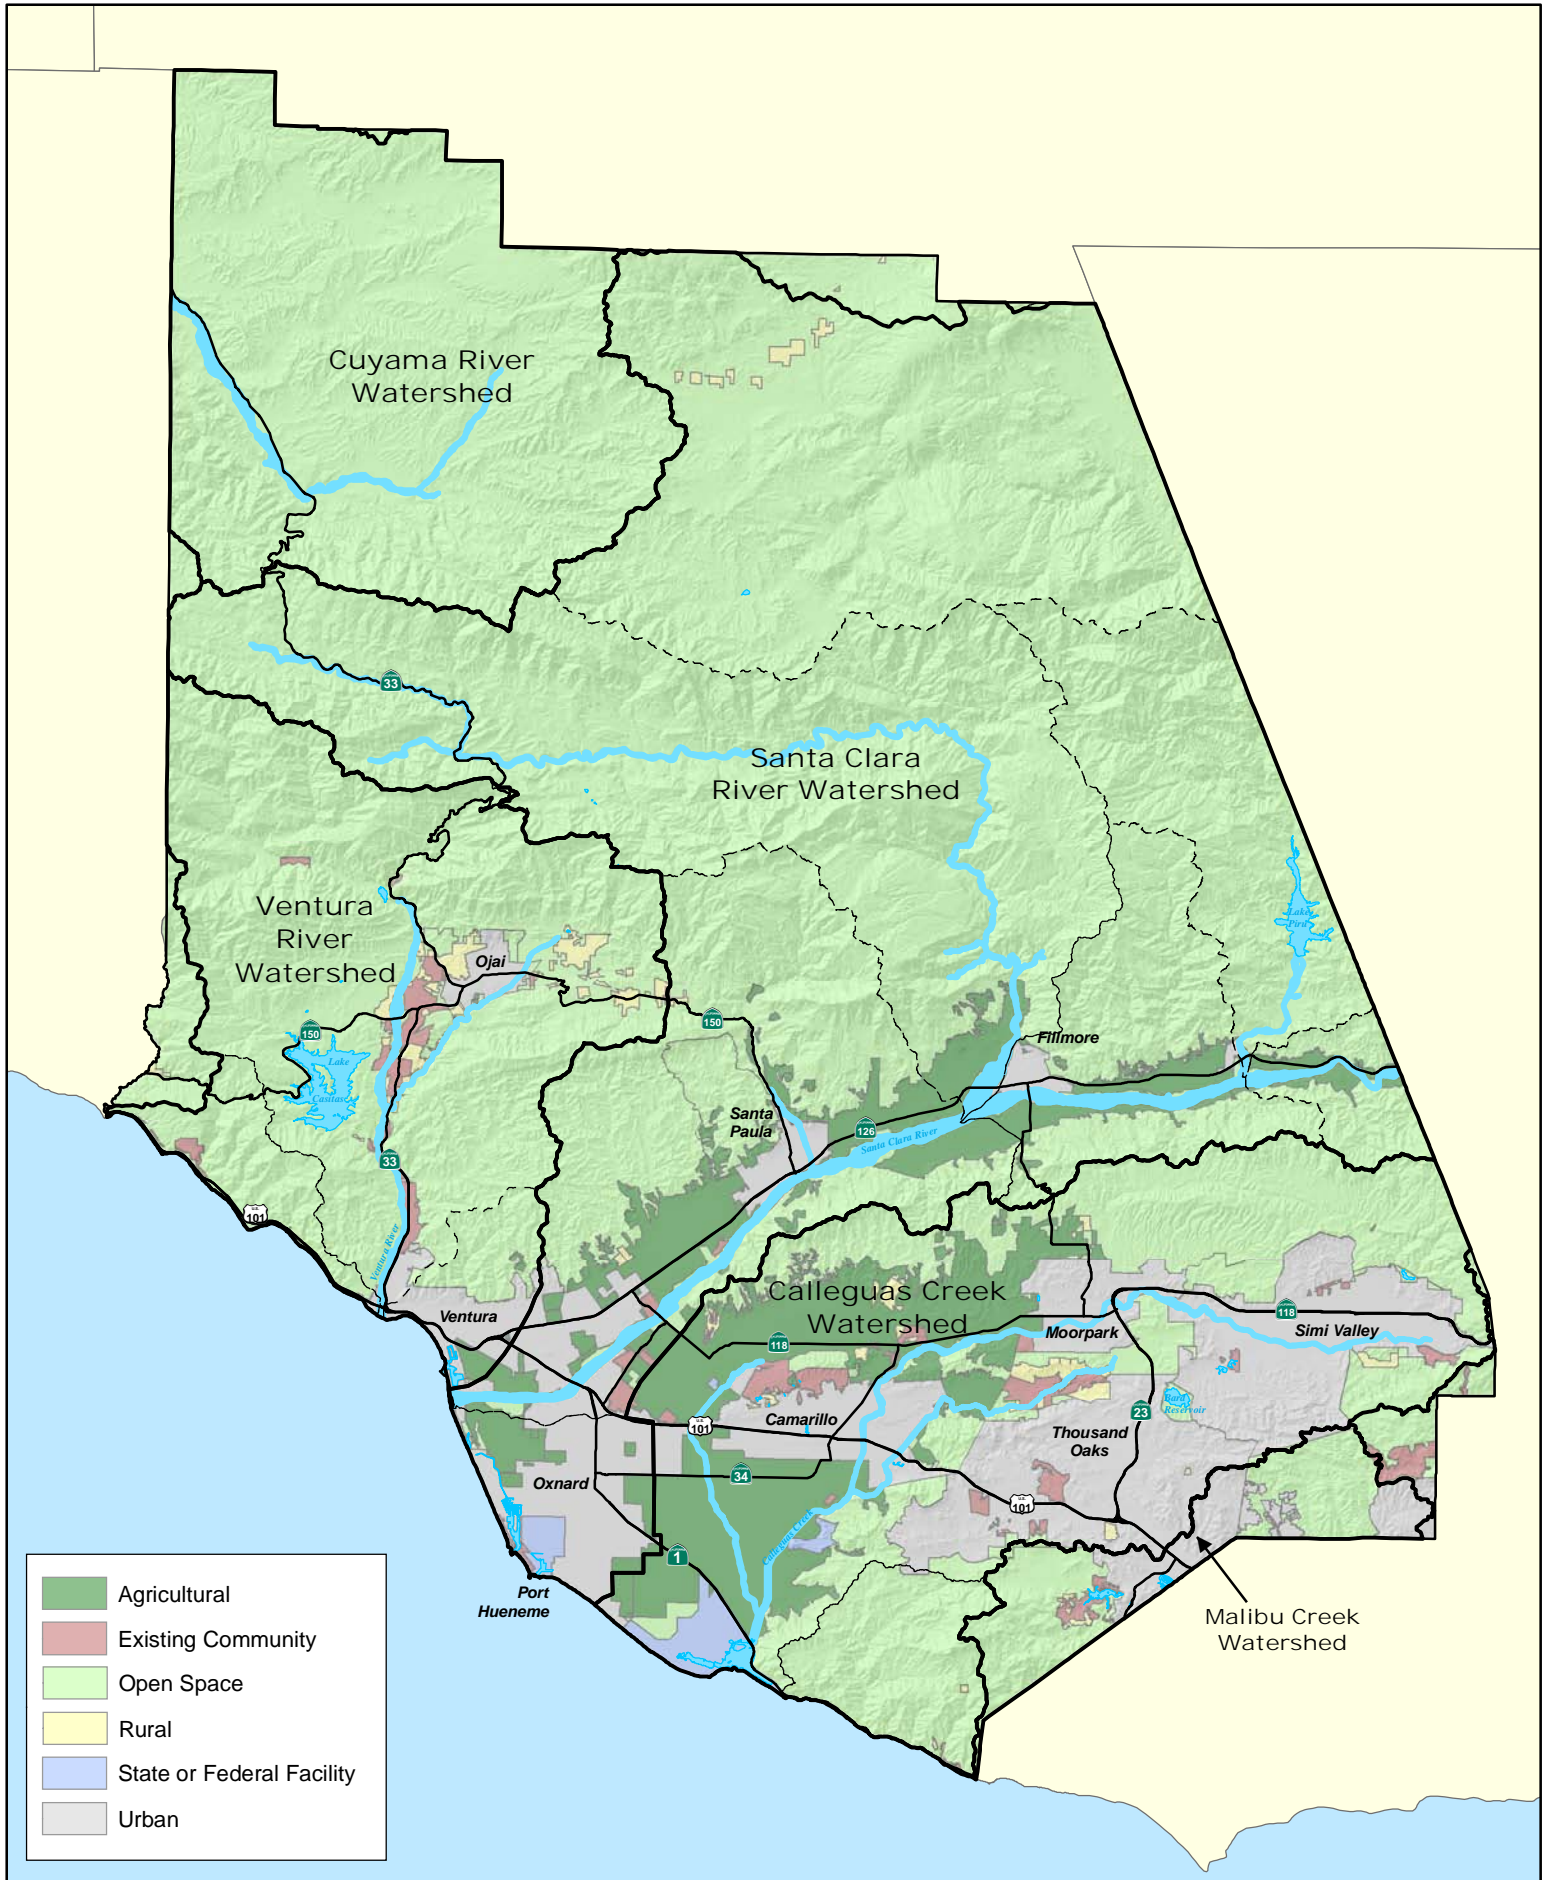 Cuyama River
Watershed
33
Santa Clara
River Watershed
Ventura
River
Watershed
Ojai
Lake
Piru
150
150
Lake
Casitas
Fillmore
Santa
Paula
126
Santa Clara River
33
U.S.
101
Ventura River
Calleguas Creek
Watershed
Ventura
118
Moorpark
118
Simi Valley
Bard
Reservoir
23
Camarillo
U.S.
101
Thousand
Oaks
Oxnard
34
U.S.
101
Calleguas Creek
1
Port
Hueneme
Malibu Creek
Watershed
Agricultural
Existing Community
Open Space
Rural
State or Federal Facility
Urban